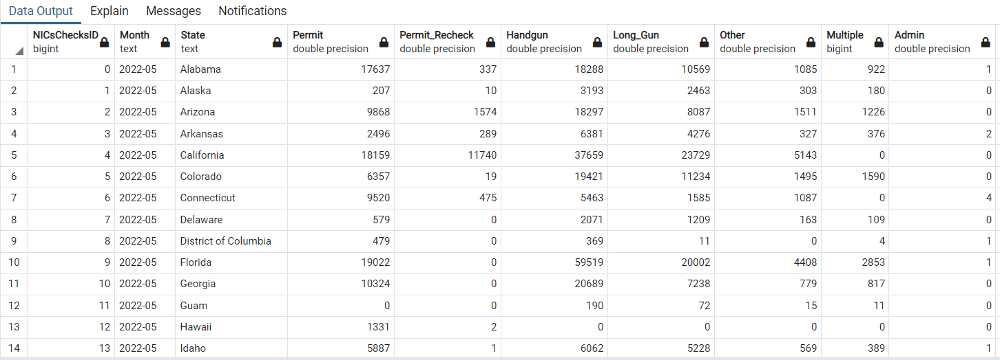 Data Output Explain Messages Notifications
NICsChecksID Month State Permit Permit_Recheck Handgun Long_Gun Other Multiple Admin
bigint text text double precision double precision double precision double precision double precision bigint double precision
1 0 2022-05 Alabama 17637 337 18288 10569 1085 922 1
2 1 2022-05 Alaska 207 10 3193 2463 303 180 0
3 2 2022-05 Arizona 9868 1574 18297 8087 1511 1226 0
4 3 2022-05 Arkansas 2496 289 6381 4276 327 376 2
5 4 2022-05 California 18159 11740 37659 23729 5143 0 0
6 5 2022-05 Colorado 6357 19 19421 11234 1495 1590 0
7 6 2022-05 Connecticut 9520 475 5463 1585 1087 0 4
8 7 2022-05 Delaware 579 0 2071 1209 163 109 0
9 8 2022-05 District of Columbia 479 0 369 11 0 4 1
10 9 2022-05 Florida 19022 0 59519 20002 4408 2853 1
11 10 2022-05 Georgia 10324 0 20689 7238 779 817 0
12 11 2022-05 Guam 0 0 190 72 15 11 0
13 12 2022-05 Hawaii 1331 2 0 0 0 0 0
14 13 2022-05 Idaho 5887 1 6062 5228 569 389 1